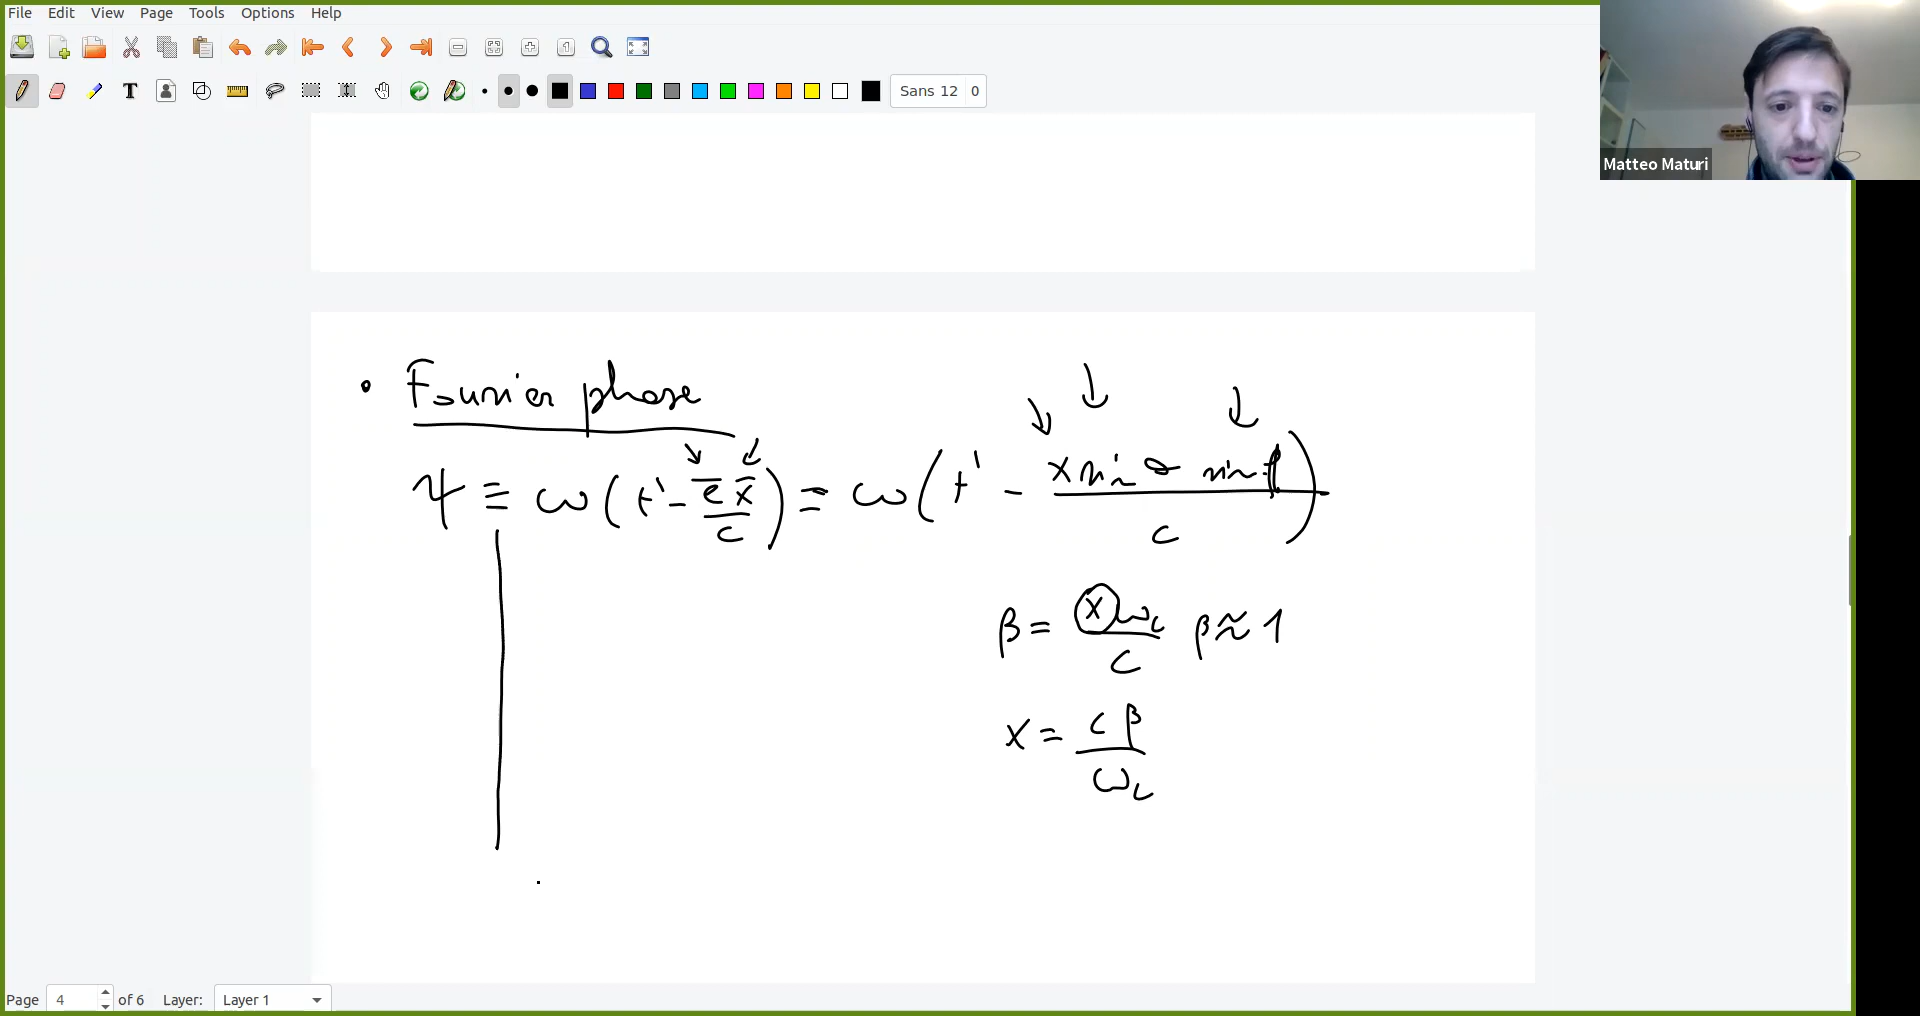 File Edit View Page Tools Options Help
Sans 12 0
Matteo Maturi
• Fourier phase
ψ ≡ ω(t' - e̅ x̅ / c) = ω(t' - x sin θ sin φ / c)
β = x ω_L / c β ≈ 1
x = c β / ω_L
Page 4 of 6 Layer: Layer 1